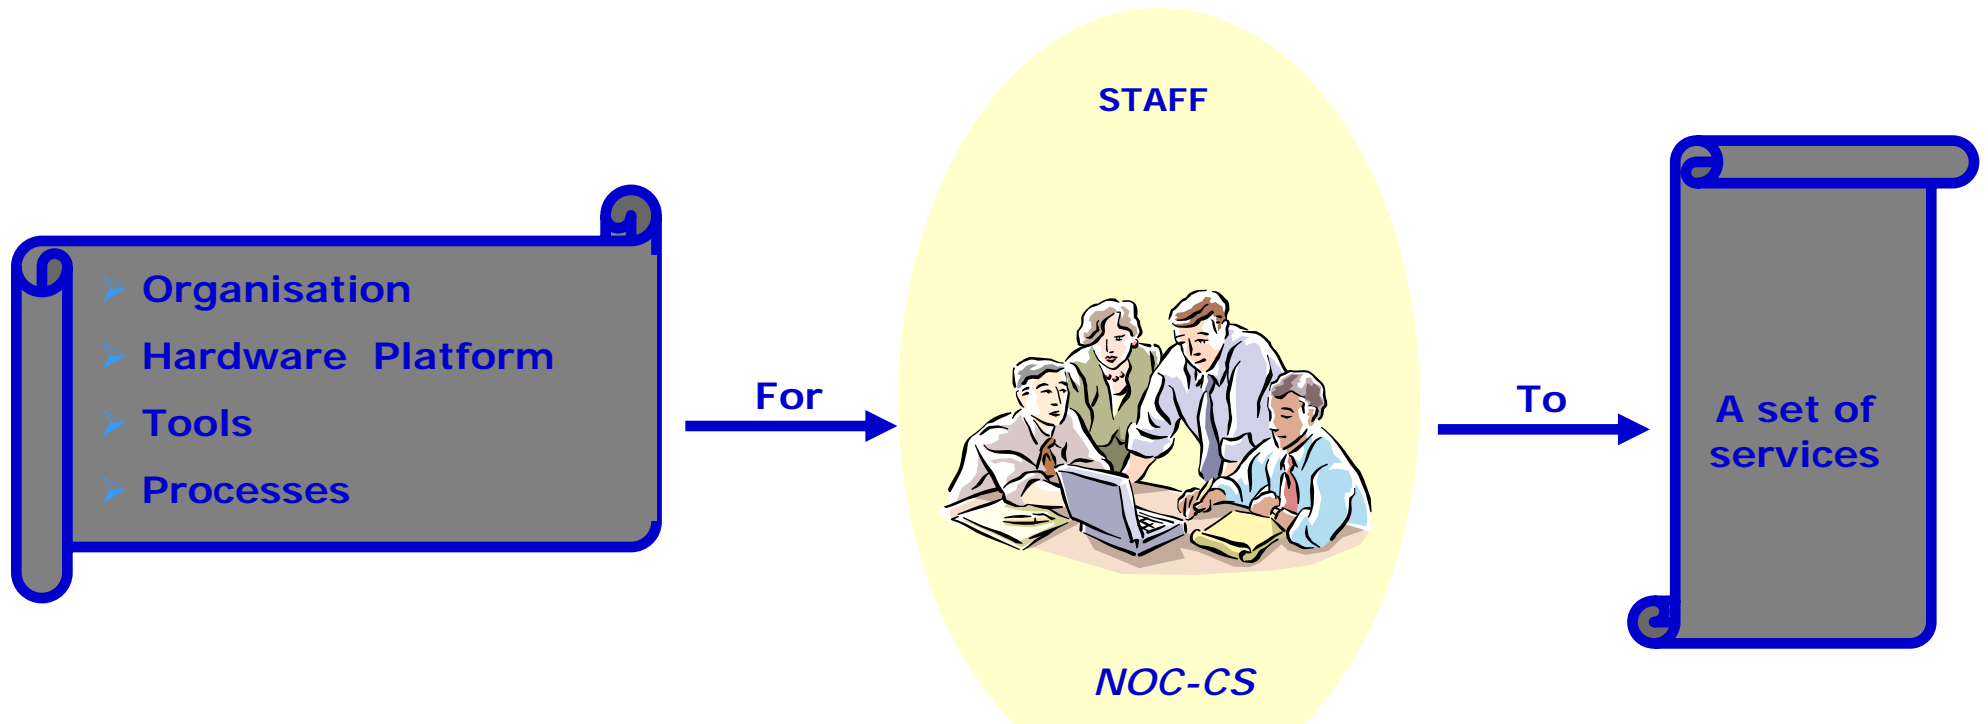 Organisation
Hardware Platform
Tools
Processes
For
STAFF
NOC-CS
To
A set of
services